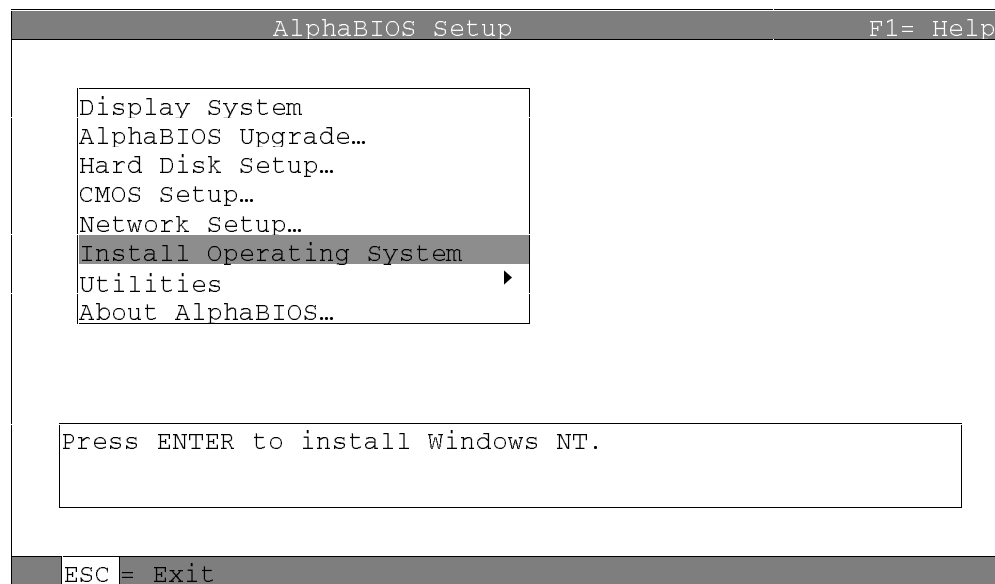 AlphaBIOS Setup F1= Help
Display System
AlphaBIOS Upgrade…
Hard Disk Setup…
CMOS Setup…
Network Setup…
Install Operating System
Utilities
About AlphaBIOS…
Press ENTER to install Windows NT.
ESC = Exit